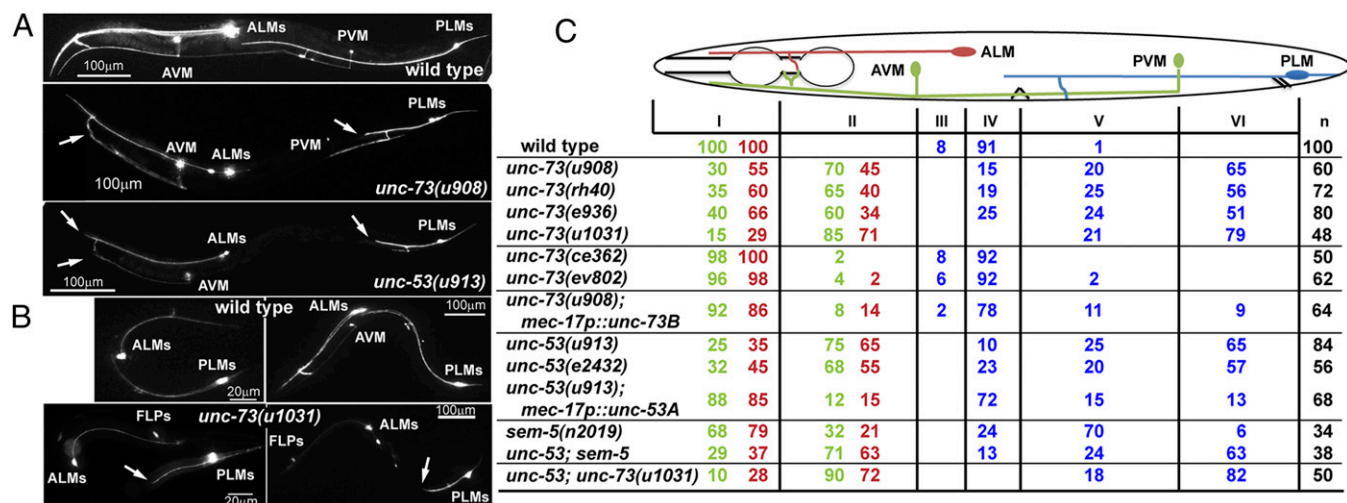 A
ALMs
PVM
PLMs
AVM
100μm
wild type
PLMs
AVM
ALMs
PVM
100μm
unc-73(u908)
ALMs
PLMs
AVM
100μm
unc-53(u913)
B
wild type
ALMs
100μm
ALMs
AVM
PLMs
PLMs
20μm
FLPs
unc-73(u1031)
100μm
ALMs
FLPs
PLMs
ALMs
20μm
PLMs
C
ALM
AVM
PVM
PLM
I II III IV V VI n
wild type 100 100 8 91 1 100
unc-73(u908) 30 55 70 45 15 20 65 60
unc-73(rh40) 35 60 65 40 19 25 56 72
unc-73(e936) 40 66 60 34 25 24 51 80
unc-73(u1031) 15 29 85 71 21 79 48
unc-73(ce362) 98 100 2 8 92 50
unc-73(ev802) 96 98 4 2 6 92 2 62
unc-73(u908);
mec-17p::unc-73B 92 86 8 14 2 78 11 9 64
unc-53(u913) 25 35 75 65 10 25 65 84
unc-53(e2432) 32 45 68 55 23 20 57 56
unc-53(u913);
mec-17p::unc-53A 88 85 12 15 72 15 13 68
sem-5(n2019) 68 79 32 21 24 70 6 34
unc-53; sem-5 29 37 71 63 13 24 63 38
unc-53; unc-73(u1031) 10 28 90 72 18 82 50